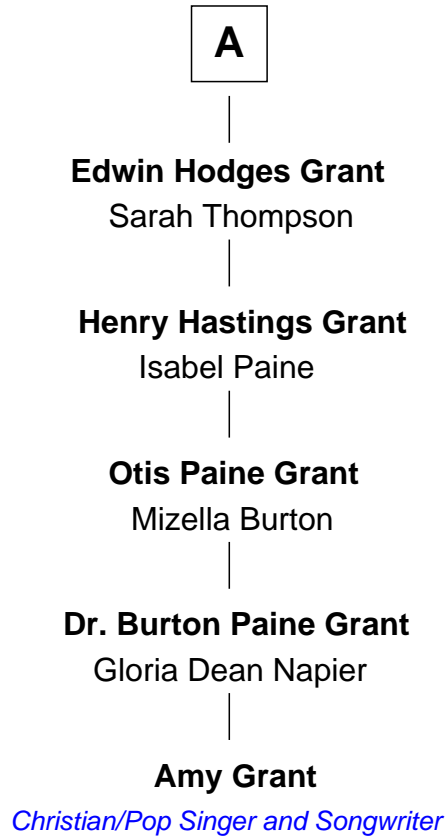 A
Edwin Hodges Grant
Sarah Thompson
Henry Hastings Grant
Isabel Paine
Otis Paine Grant
Mizella Burton
Dr. Burton Paine Grant
Gloria Dean Napier
Amy Grant
Christian/Pop Singer and Songwriter